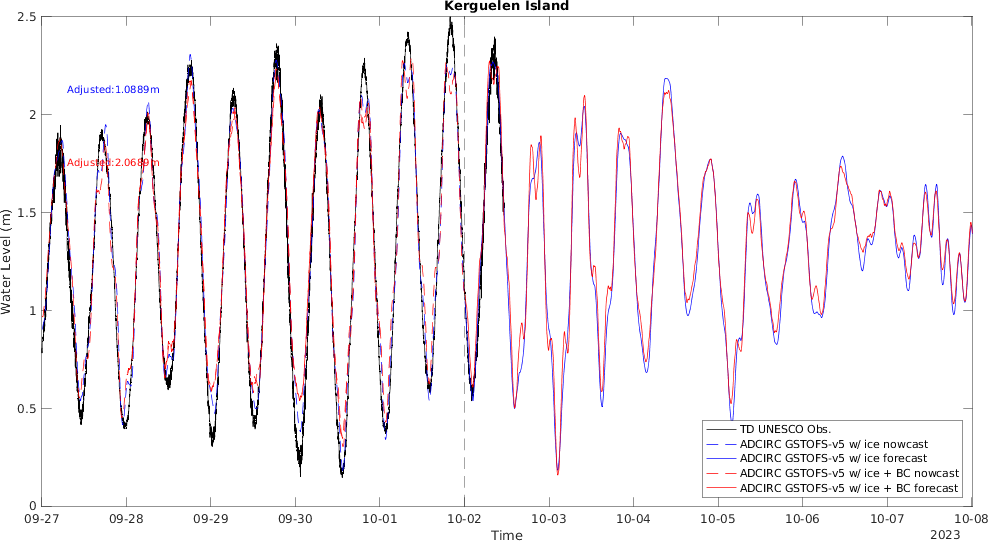 Kerguelen Island
2.5
2
1.5
1
0.5
0
Water Level (m)
Adjusted:1.0889m
Adjusted:2.0689m
TD UNESCO Obs.
ADCIRC GSTOFS-v5 w/ ice nowcast
ADCIRC GSTOFS-v5 w/ ice forecast
ADCIRC GSTOFS-v5 w/ ice + BC nowcast
ADCIRC GSTOFS-v5 w/ ice + BC forecast
09-27 09-28 09-29 09-30 10-01 10-02 10-03 10-04 10-05 10-06 10-07 10-08
Time
2023